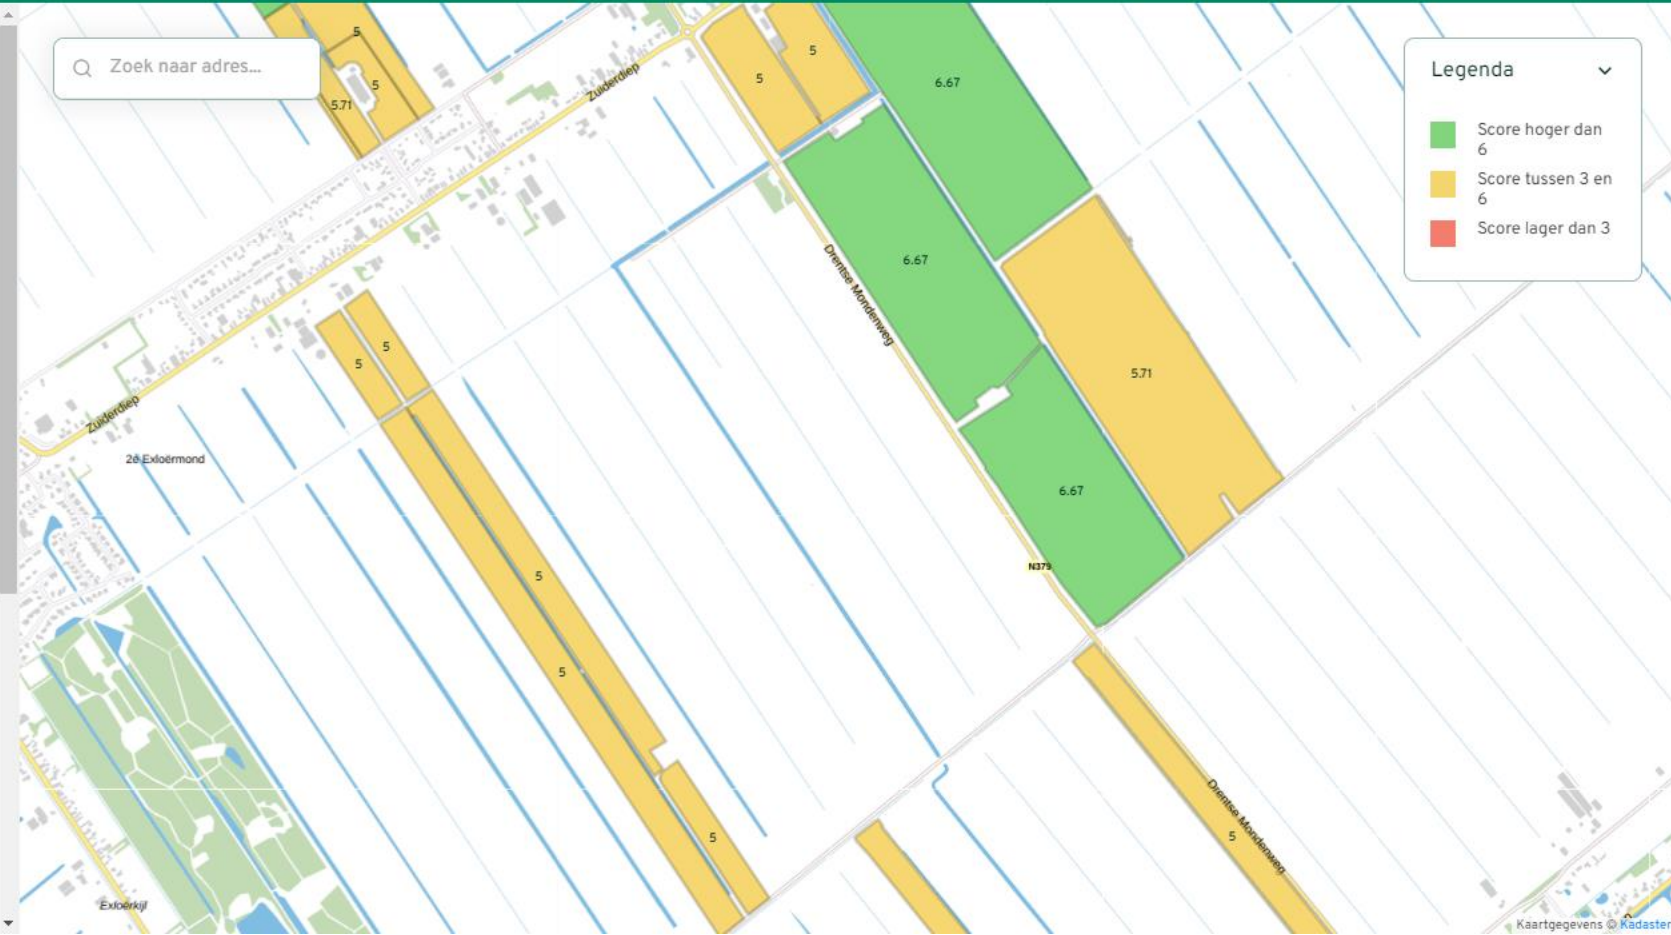 5
Zoek naar adres...
5
5.71
Zuiderdiep
5
5
6.67
Legenda
Score hoger dan
6
Score tussen 3 en
6
Score lager dan 3
6.67
Drentse Mondenweg
5
5
5.71
Zuiderdiep
2e Exloërmond
6.67
N379
5
5
5
Drentse Mondenweg
5
Exloërkijl
Kaartgegevens © Kadaster